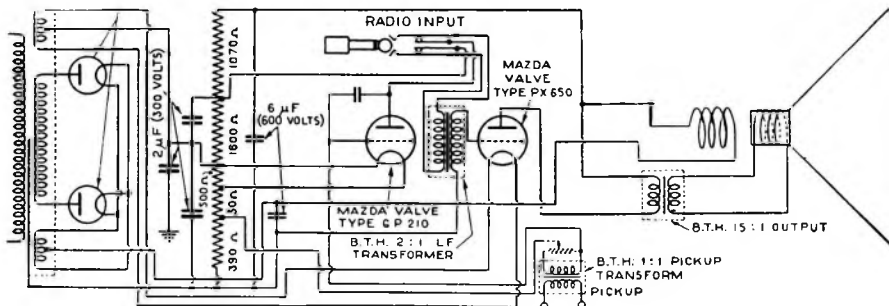 RADIO INPUT
MAZDA
VALVE
TYPE PX 650
2 µF (300 VOLTS)
1070 Ω
6 µF
(600 VOLTS)
1600 Ω
500 Ω
50 Ω
390 Ω
MAZDA VALVE
TYPE G P 210
B.T.H. 2:1 LF
TRANSFORMER
B.T.H. 15:1 OUTPUT
B.T.H. 1:1 PICKUP
TRANSFORM
PICKUP